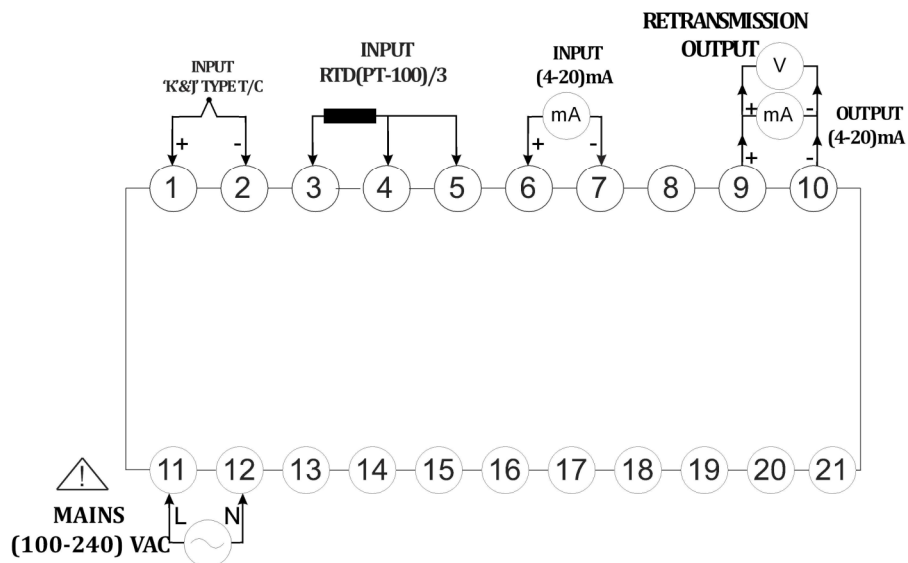 RETRANSMISSION
OUTPUT
INPUT
'K'&'J' TYPE T/C
INPUT
RTD(PT-100)/3
INPUT
(4-20)mA
V
mA
mA
OUTPUT
(4-20)mA
+ - + - + -
+ -
1 2 3 4 5 6 7 8 9 10
11 12 13 14 15 16 17 18 19 20 21
L N
MAINS
(100-240) VAC